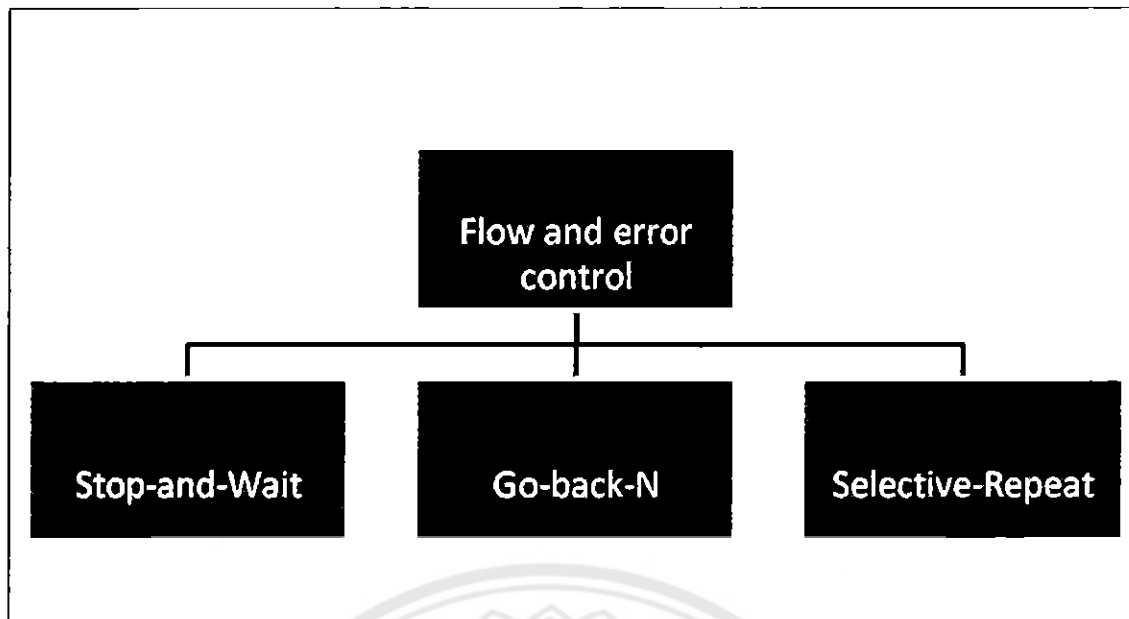 Flow and error
control
Stop-and-Wait
Go-back-N
Selective-Repeat